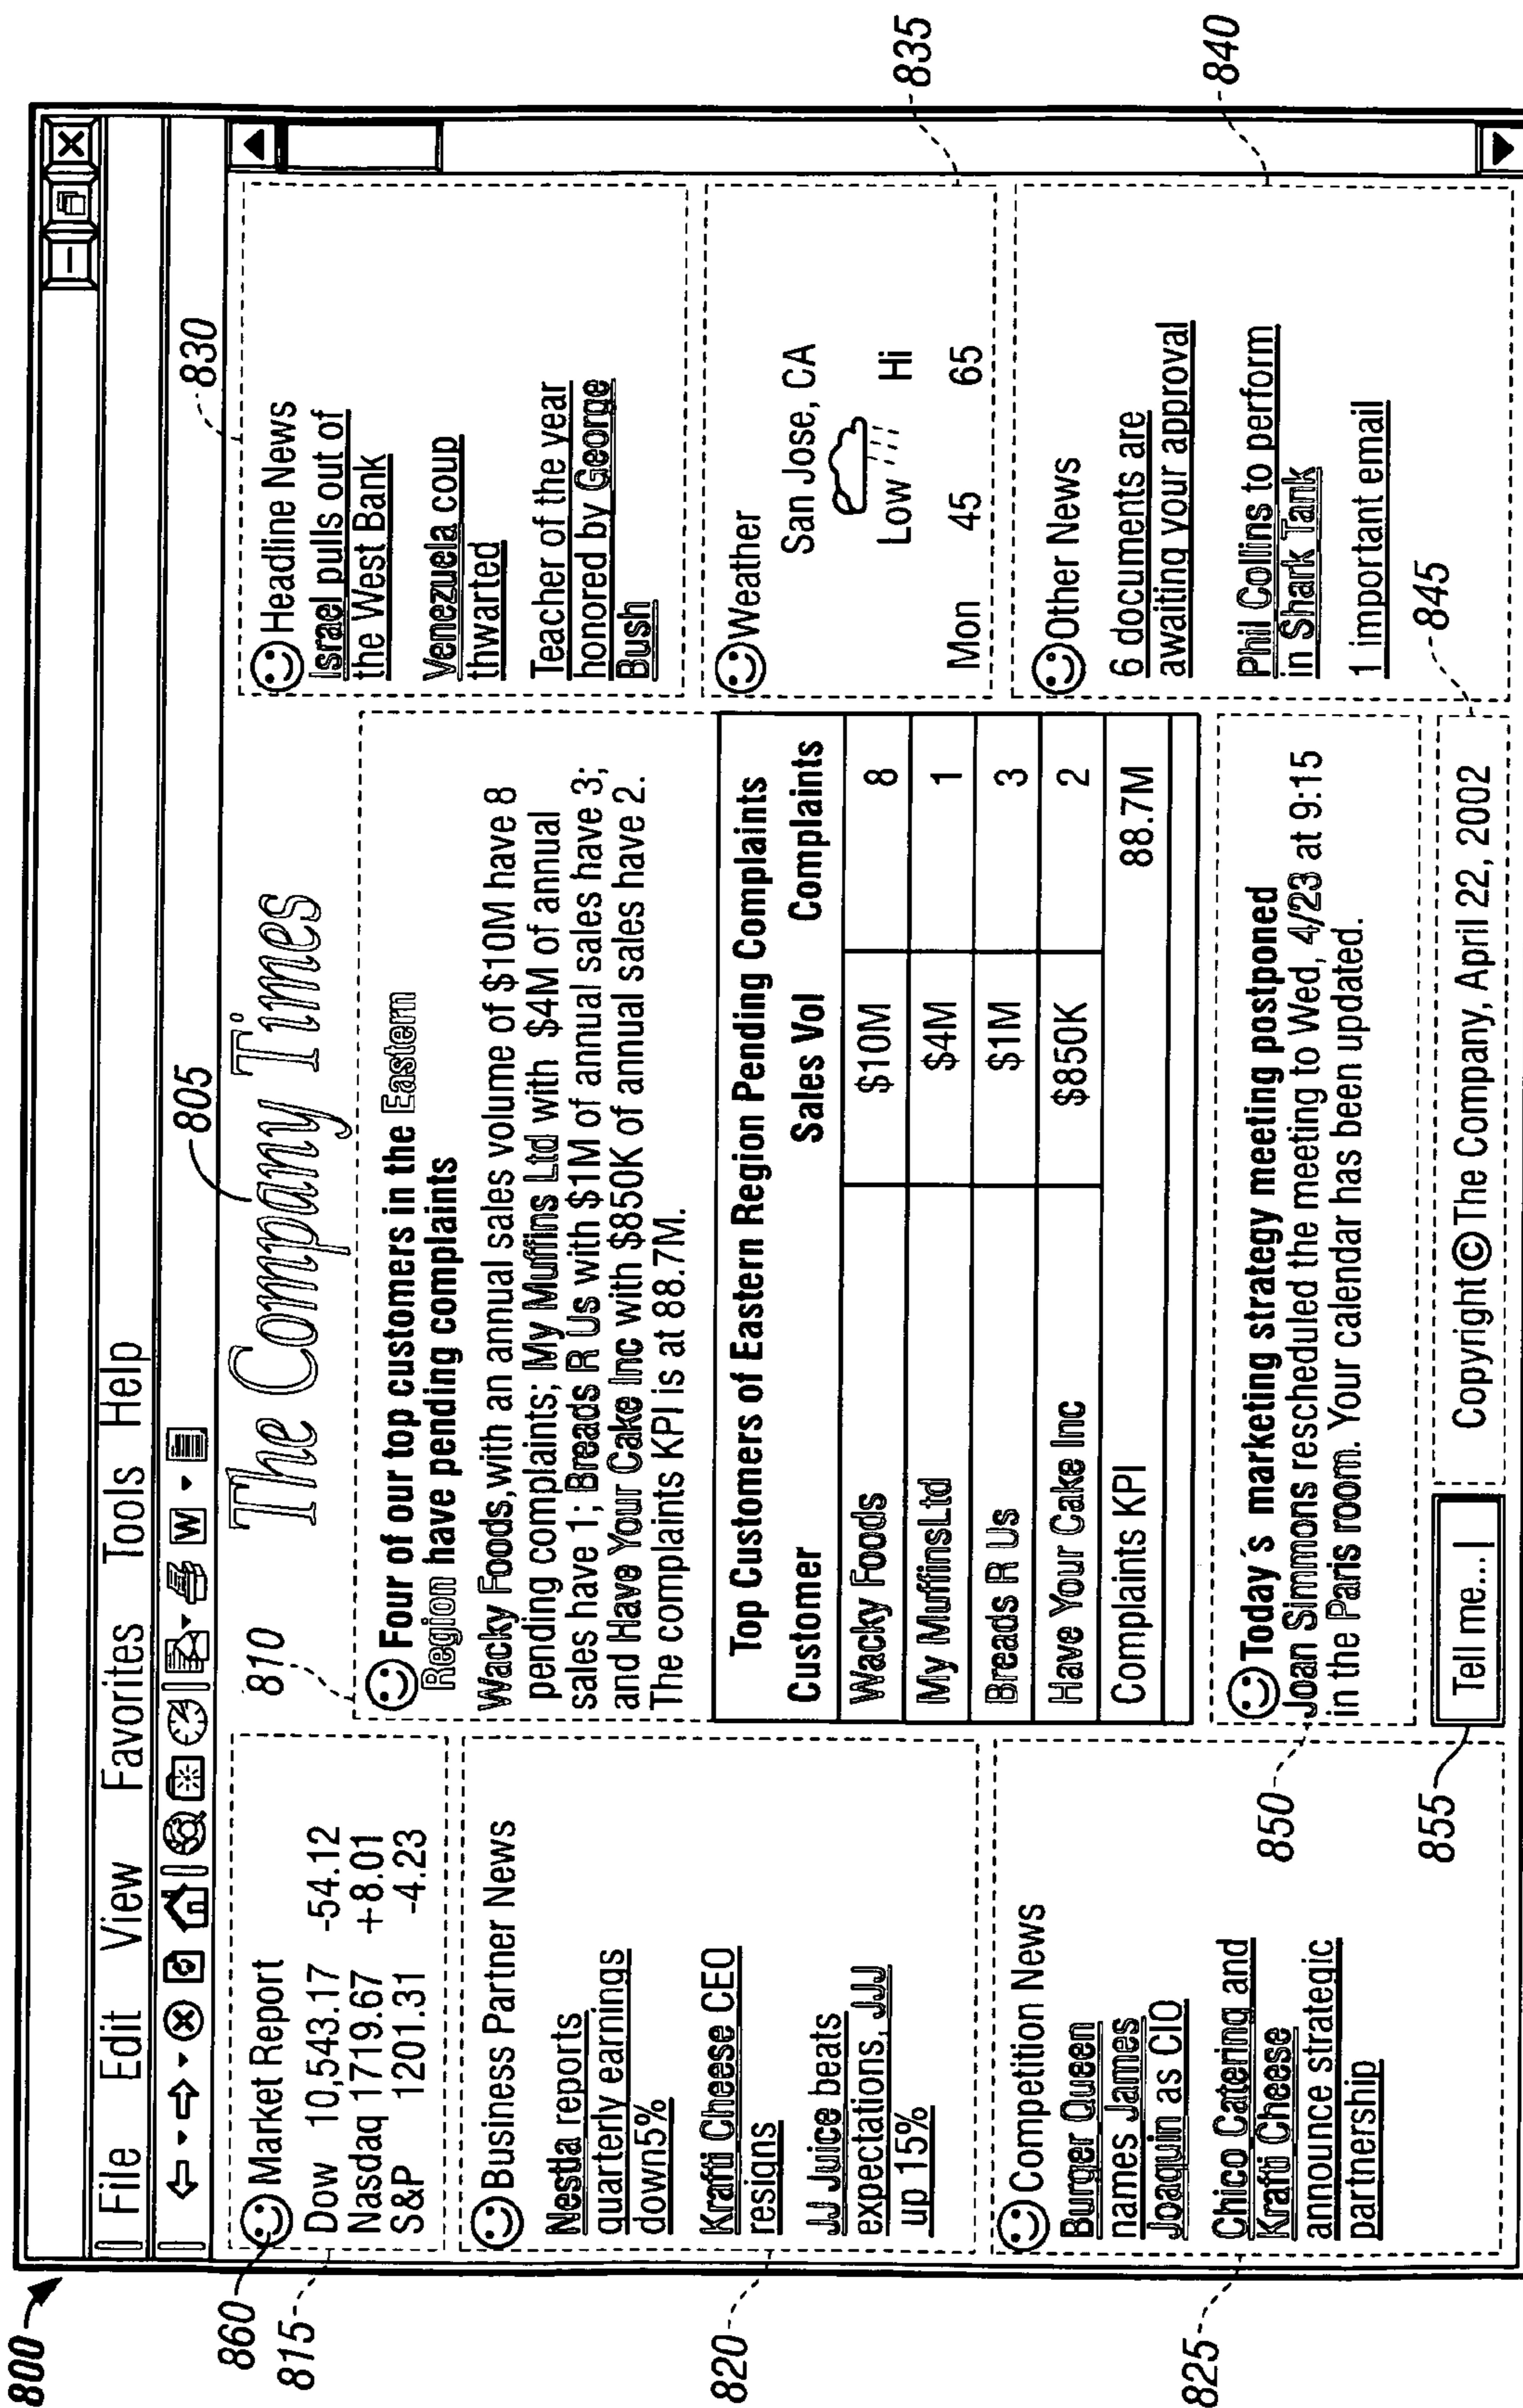 800
File Edit View Favorites Tools Help
W
805
The Company Times
860
815
Market Report
Dow 10,543.17 -54.12
Nasdaq 1719.67 +8.01
S&P 1201.31 -4.23
820
Business Partner News
Nestla reports
quarterly earnings
down5%
Krafti Cheese CEO
resigns
JJ Juice beats
expectations, JJJ
up 15%
825
Competition News
Burger Queen
names James
Joaquin as CIO
Chico Catering and
Krafti Cheese
announce strategic
partnership
810
Four of our top customers in the Eastern
Region have pending complaints
Wacky Foods, with an annual sales volume of $10M have 8
pending complaints; My Muffins Ltd with $4M of annual
sales have 1; Breads R Us with $1M of annual sales have 3;
and Have Your Cake Inc with $850K of annual sales have 2.
The complaints KPI is at 88.7M.
Top Customers of Eastern Region Pending Complaints
Customer Sales Vol Complaints
Wacky Foods $10M 8
My MuffinsLtd $4M 1
Breads R Us $1M 3
Have Your Cake Inc $850K 2
Complaints KPI 88.7M
850
Today´s marketing strategy meeting postponed
Joan Simmons rescheduled the meeting to Wed, 4/23 at 9:15
in the Paris room. Your calendar has been updated.
855
Tell me...|
Copyright © The Company, April 22, 2002
845
830
Headline News
Israel pulls out of
the West Bank
Venezuela coup
thwarted
Teacher of the year
honored by George
Bush
835
Weather
San Jose, CA
Low Hi
Mon 45 65
840
Other News
6 documents are
awaiting your approval
Phil Collins to perform
in Shark Tank
1 important email